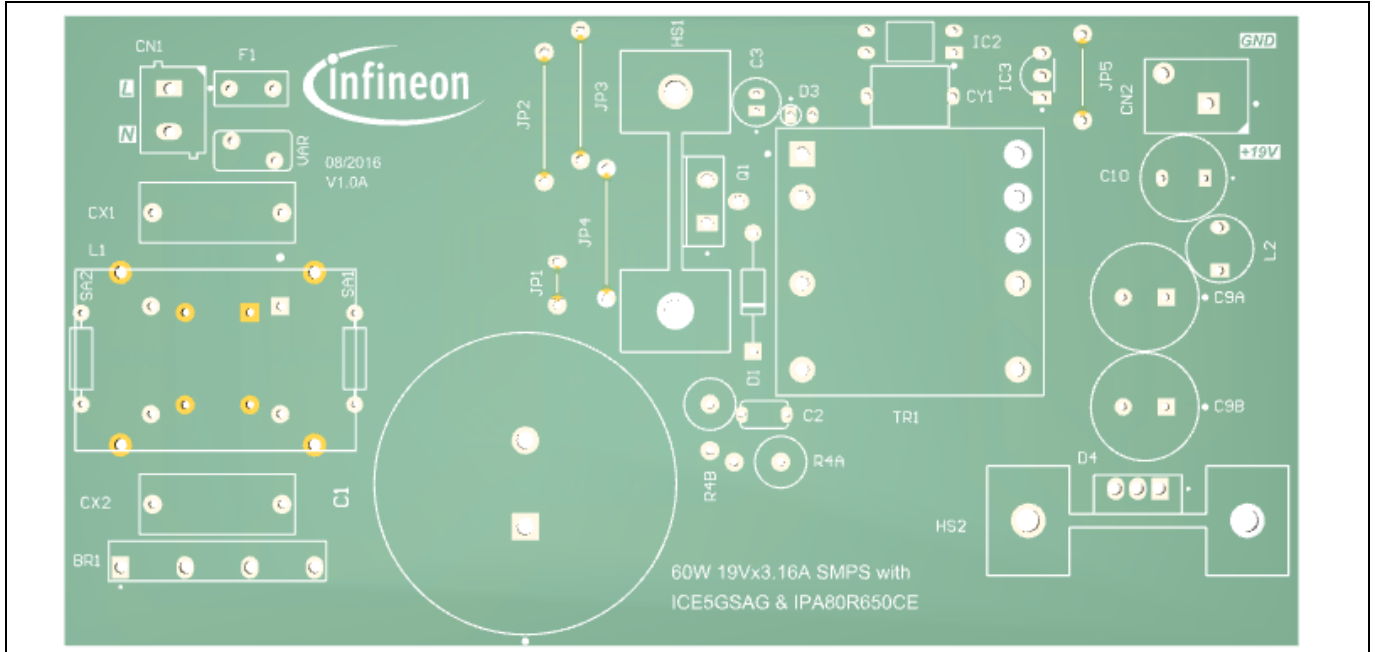 CN1
F1
infineon
L
N
VAR
08/2016
V1.0A
JP2
JP3
HS1
C3
D3
IC2
CY1
IC3
JP5
GND
CN2
+19V
C10
CX1
Q1
JP4
L1
SA2
SA1
JP1
L2
C9A
D1
C2
TR1
C9B
R4B
R4A
D4
CX2
C1
HS2
BR1
60W 19Vx3.16A SMPS with
ICE5GSAG & IPA80R650CE